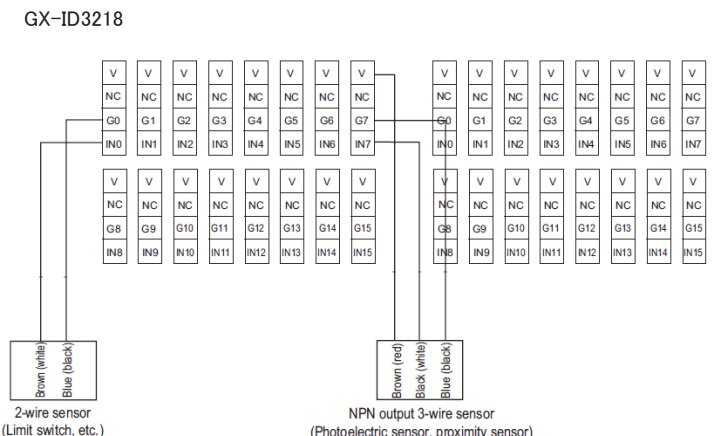 GX-ID3218
V V V V V V V V V V V V V V V V
NC NC NC NC NC NC NC NC NC NC NC NC NC NC NC NC
G0 G1 G2 G3 G4 G5 G6 G7 G0 G1 G2 G3 G4 G5 G6 G7
IN0 IN1 IN2 IN3 IN4 IN5 IN6 IN7 IN0 IN1 IN2 IN3 IN4 IN5 IN6 IN7
V V V V V V V V V V V V V V V V
NC NC NC NC NC NC NC NC NC NC NC NC NC NC NC NC
G8 G9 G10 G11 G12 G13 G14 G15 G8 G9 G10 G11 G12 G13 G14 G15
IN8 IN9 IN10 IN11 IN12 IN13 IN14 IN15 IN8 IN9 IN10 IN11 IN12 IN13 IN14 IN15
Brown (white)
Blue (black)
2-wire sensor
(Limit switch, etc.)
Brown (red)
Black (white)
Blue (black)
NPN output 3-wire sensor
(Photoelectric sensor, proximity sensor)